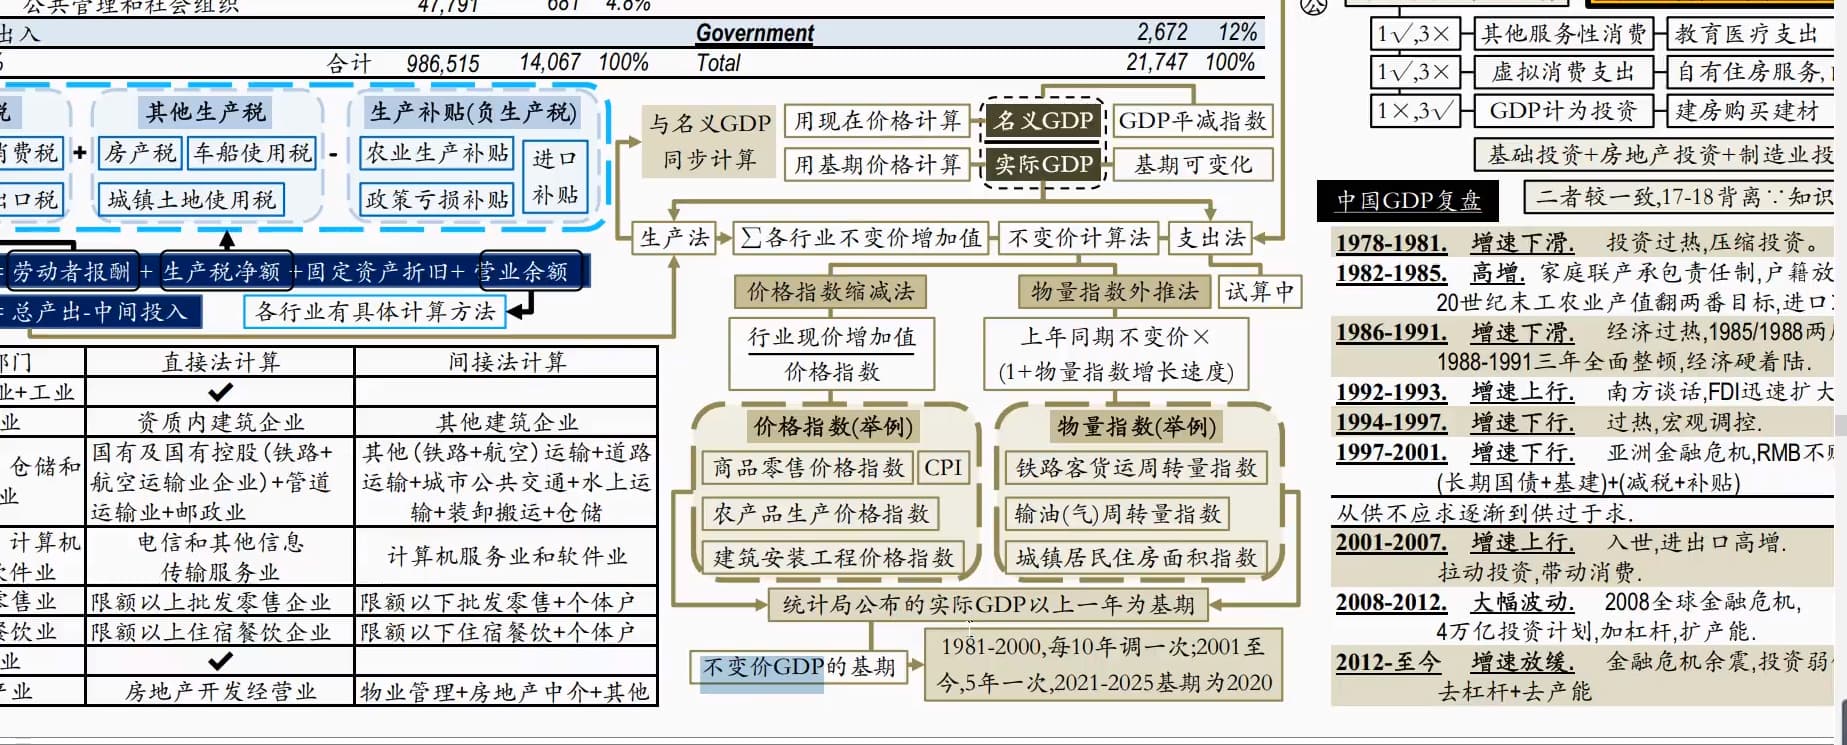 公共管理和社会组织 47,791 681 4.8%
出入 Government 2,672 12%
% 合计 986,515 14,067 100% Total 21,747 100%
税
消费税
出口税
+
其他生产税
房产税 车船使用税
城镇土地使用税
-
生产补贴(负生产税)
农业生产补贴
政策亏损补贴
进口
补贴
=劳动者报酬+生产税净额+固定资产折旧+营业余额
=总产出-中间投入
各行业有具体计算方法
部门 直接法计算 间接法计算
业+工业 ✔
业 资质内建筑企业 其他建筑企业
仓储和
业
国有及国有控股(铁路+
航空运输业企业)+管道
运输业+邮政业
其他(铁路+航空)运输+道路
运输+城市公共交通+水上运
输+装卸搬运+仓储
计算机
软件业
电信和其他信息
传输服务业
计算机服务业和软件业
零售业 限额以上批发零售企业 限额以下批发零售+个体户
餐饮业 限额以上住宿餐饮企业 限额以下住宿餐饮+个体户
业 ✔
产业 房地产开发经营业 物业管理+房地产中介+其他
与名义GDP
同步计算
用现在价格计算 名义GDP GDP平减指数
用基期价格计算 实际GDP 基期可变化
生产法 ∑各行业不变价增加值 不变价计算法 支出法
价格指数缩减法 物量指数外推法 试算中
行业现价增加值
价格指数
上年同期不变价×
(1+物量指数增长速度)
价格指数(举例)
商品零售价格指数 CPI
农产品生产价格指数
建筑安装工程价格指数
物量指数(举例)
铁路客货运周转量指数
输油(气)周转量指数
城镇居民住房面积指数
统计局公布的实际GDP以上一年为基期
不变价GDP的基期
1981-2000,每10年调一次;2001至
今,5年一次,2021-2025基期为2020
公
1√,3× 其他服务性消费 教育医疗支出
1√,3× 虚拟消费支出 自有住房服务,
1×,3√ GDP计为投资 建房购买建材
基础投资+房地产投资+制造业投
中国GDP复盘 二者较一致,17-18背离∵知识
1978-1981. 增速下滑. 投资过热,压缩投资。
1982-1985. 高增. 家庭联产承包责任制,户籍放
20世纪末工农业产值翻两番目标,进口
1986-1991. 增速下滑. 经济过热,1985/1988两
1988-1991三年全面整顿,经济硬着陆.
1992-1993. 增速上行. 南方谈话,FDI迅速扩大
1994-1997. 增速下行. 过热,宏观调控.
1997-2001. 增速下行. 亚洲金融危机,RMB不
(长期国债+基建)+(减税+补贴)
从供不应求逐渐到供过于求.
2001-2007. 增速上行. 入世,进出口高增.
拉动投资,带动消费.
2008-2012. 大幅波动. 2008全球金融危机,
4万亿投资计划,加杠杆,扩产能.
2012-至今 增速放缓. 金融危机余震,投资弱
去杠杆+去产能